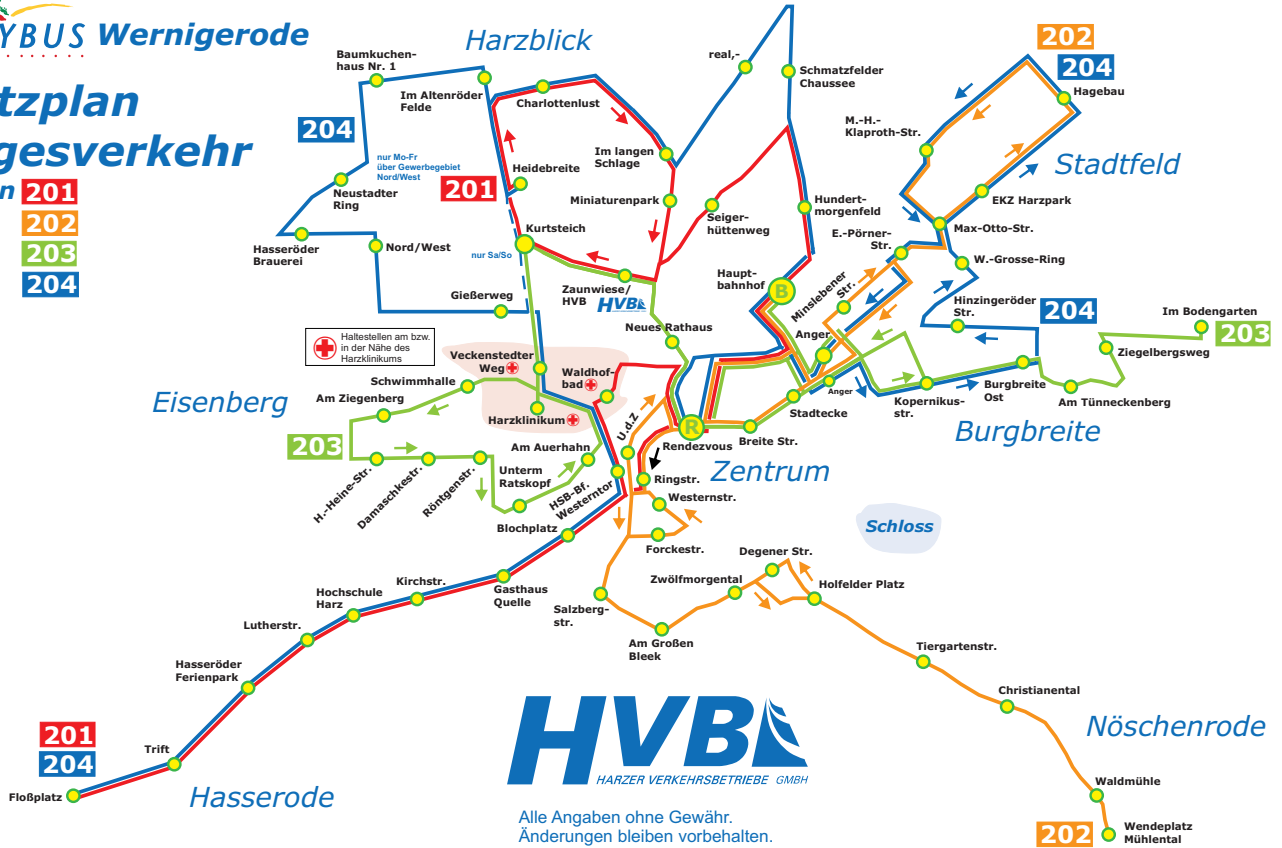 YBUS Wernigerode
tzplan
gesverkehr
n 201
202
203
204
Harzblick
Baumkuchen-
haus Nr. 1
Im Altenröder
Felde
Charlottenlust
real,-
Schmatzfelder
Chaussee
202
204
Hagebau
M.-H.-
Klaproth-Str.
Stadtfeld
204
nur Mo-Fr
über Gewerbegebiet
Nord/West
Im langen
Schlage
Heidebreite
201
Neustadter
Ring
Miniaturenpark
Seiger-
hüttenweg
Hundert-
morgenfeld
EKZ Harzpark
Max-Otto-Str.
E.-Pörner-
Str.
Kurtsteich
Hasseröder
Brauerei
Nord/West
nur Sa/So
W.-Grosse-Ring
Zaunwiese/
HVB
HVB
Haupt-
bahnhof
B
Minslebener
Str.
Gießerweg
Hinzingeröder
Str.
204
Im Bodengarten
203
Neues Rathaus
Anger
Ziegelbergsweg
Haltestellen am bzw.
in der Nähe des
Harzklinikums
Veckenstedter
Weg
Waldhof-
bad
Schwimmhalle
Eisenberg
Am Ziegenberg
Harzklinikum
Anger
Stadtecke
Kopernikus-
str.
Burgbreite
Ost
Am Tünneckenberg
Burgbreite
203
U.d.Z
R
Rendezvous
Breite Str.
Zentrum
Am Auerhahn
H.-Heine-Str.
Damaschkestr.
Röntgenstr.
Unterm
Ratskopf
HSB-Bf.
Westerntor
Ringstr.
Westernstr.
Blochplatz
Forckestr.
Schloss
Degener Str.
Zwölfmorgental
Holfelder Platz
Gasthaus
Quelle
Kirchstr.
Hochschule
Harz
Salzberg-
str.
Lutherstr.
Am Großen
Bleek
Tiergartenstr.
Hasseröder
Ferienpark
Christianental
Nöschenrode
201
204
Trift
Floßplatz
Hasserode
HVB
HARZER VERKEHRSBETRIEBE GMBH
Waldmühle
202
Wendeplatz
Mühlental
Alle Angaben ohne Gewähr.
Änderungen bleiben vorbehalten.